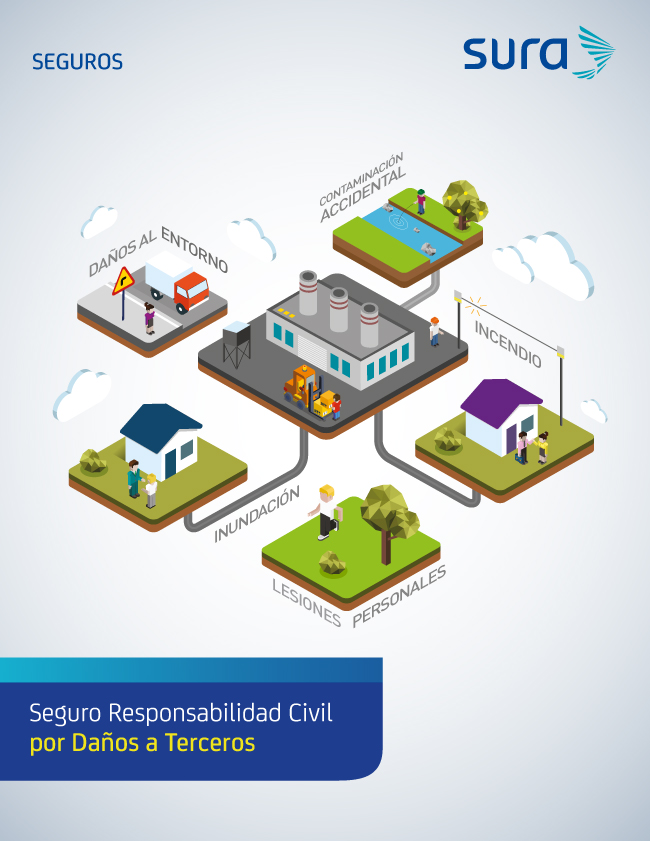 SEGUROS
sura
CONTAMINACIÓN
ACCIDENTAL
DAÑOS AL ENTORNO
INCENDIO
INUNDACIÓN
LESIONES PERSONALES
Seguro Responsabilidad Civil
por Daños a Terceros